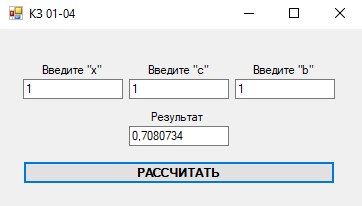 КЗ 01-04
Введите "x" Введите "c" Введите "b"
1 1 1
Результат
0,7080734
РАССЧИТАТЬ